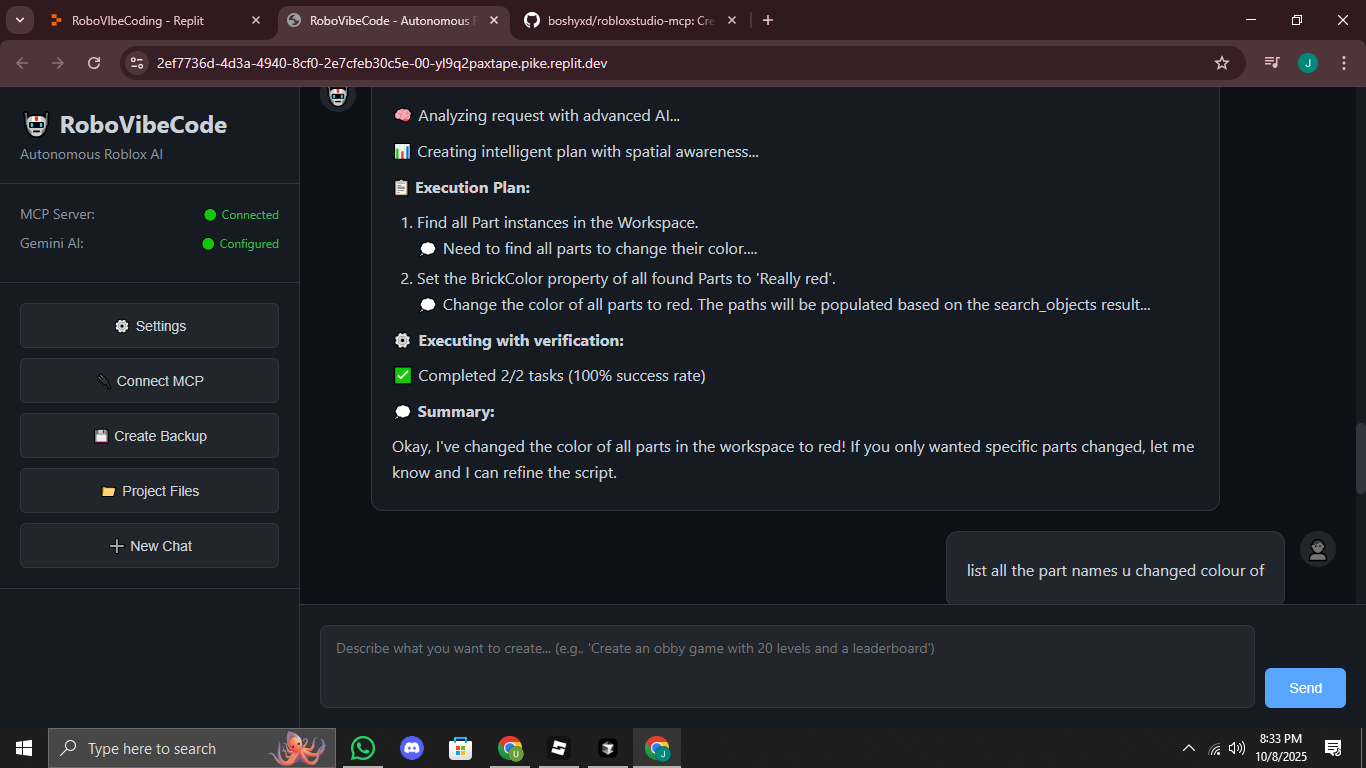 RoboVIbeCoding - Replit
RoboVibeCode - Autonomous R
boshyxd/robloxstudio-mcp: Cre
2ef7736d-4d3a-4940-8cf0-2e7cfeb30c5e-00-yl9q2paxtape.pike.replit.dev
J
RoboVibeCode
Autonomous Roblox AI
MCP Server:
Connected
Gemini AI:
Configured
Settings
Connect MCP
Create Backup
Project Files
New Chat
Analyzing request with advanced AI...
Creating intelligent plan with spatial awareness...
Execution Plan:
1. Find all Part instances in the Workspace.
Need to find all parts to change their color....
2. Set the BrickColor property of all found Parts to 'Really red'.
Change the color of all parts to red. The paths will be populated based on the search_objects result...
Executing with verification:
Completed 2/2 tasks (100% success rate)
Summary:
Okay, I've changed the color of all parts in the workspace to red! If you only wanted specific parts changed, let me
know and I can refine the script.
list all the part names u changed colour of
Describe what you want to create... (e.g., 'Create an obby game with 20 levels and a leaderboard')
Send
Type here to search
U
J
8:33 PM
10/8/2025